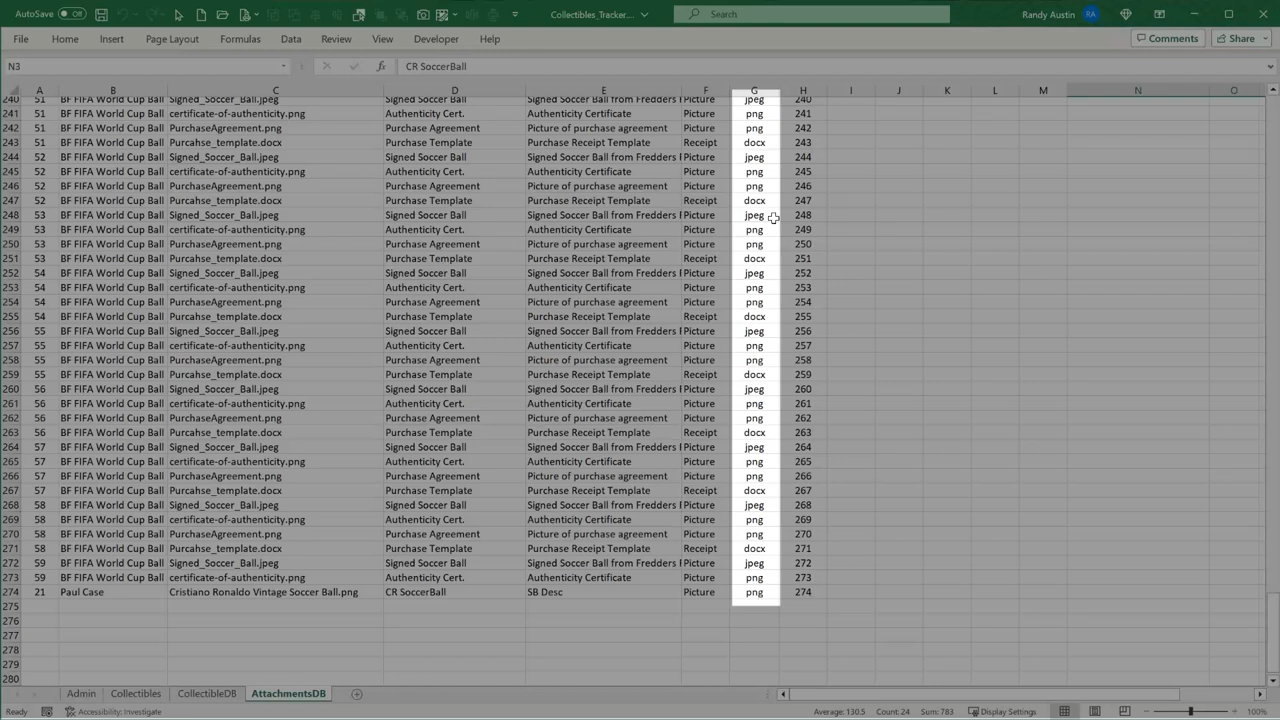 AutoSave Off Collectibles_Tracker... Search Randy Austin RA
File Home Insert Page Layout Formulas Data Review View Developer Help Comments Share
N3 fx CR SoccerBall
A B C D E F G H I J K L M N O
240 51 BF FIFA World Cup Ball Signed_Soccer_Ball.jpeg Signed Soccer Ball Signed Soccer Ball from Fredders F Picture jpeg 240
241 51 BF FIFA World Cup Ball certificate-of-authenticity.png Authenticity Cert. Authenticity Certificate Picture png 241
242 51 BF FIFA World Cup Ball PurchaseAgreement.png Purchase Agreement Picture of purchase agreement Picture png 242
243 51 BF FIFA World Cup Ball Purcahse_template.docx Purchase Template Purchase Receipt Template Receipt docx 243
244 52 BF FIFA World Cup Ball Signed_Soccer_Ball.jpeg Signed Soccer Ball Signed Soccer Ball from Fredders F Picture jpeg 244
245 52 BF FIFA World Cup Ball certificate-of-authenticity.png Authenticity Cert. Authenticity Certificate Picture png 245
246 52 BF FIFA World Cup Ball PurchaseAgreement.png Purchase Agreement Picture of purchase agreement Picture png 246
247 52 BF FIFA World Cup Ball Purcahse_template.docx Purchase Template Purchase Receipt Template Receipt docx 247
248 53 BF FIFA World Cup Ball Signed_Soccer_Ball.jpeg Signed Soccer Ball Signed Soccer Ball from Fredders F Picture jpeg 248
249 53 BF FIFA World Cup Ball certificate-of-authenticity.png Authenticity Cert. Authenticity Certificate Picture png 249
250 53 BF FIFA World Cup Ball PurchaseAgreement.png Purchase Agreement Picture of purchase agreement Picture png 250
251 53 BF FIFA World Cup Ball Purcahse_template.docx Purchase Template Purchase Receipt Template Receipt docx 251
252 54 BF FIFA World Cup Ball Signed_Soccer_Ball.jpeg Signed Soccer Ball Signed Soccer Ball from Fredders F Picture jpeg 252
253 54 BF FIFA World Cup Ball certificate-of-authenticity.png Authenticity Cert. Authenticity Certificate Picture png 253
254 54 BF FIFA World Cup Ball PurchaseAgreement.png Purchase Agreement Picture of purchase agreement Picture png 254
255 54 BF FIFA World Cup Ball Purcahse_template.docx Purchase Template Purchase Receipt Template Receipt docx 255
256 55 BF FIFA World Cup Ball Signed_Soccer_Ball.jpeg Signed Soccer Ball Signed Soccer Ball from Fredders F Picture jpeg 256
257 55 BF FIFA World Cup Ball certificate-of-authenticity.png Authenticity Cert. Authenticity Certificate Picture png 257
258 55 BF FIFA World Cup Ball PurchaseAgreement.png Purchase Agreement Picture of purchase agreement Picture png 258
259 55 BF FIFA World Cup Ball Purcahse_template.docx Purchase Template Purchase Receipt Template Receipt docx 259
260 56 BF FIFA World Cup Ball Signed_Soccer_Ball.jpeg Signed Soccer Ball Signed Soccer Ball from Fredders F Picture jpeg 260
261 56 BF FIFA World Cup Ball certificate-of-authenticity.png Authenticity Cert. Authenticity Certificate Picture png 261
262 56 BF FIFA World Cup Ball PurchaseAgreement.png Purchase Agreement Picture of purchase agreement Picture png 262
263 56 BF FIFA World Cup Ball Purcahse_template.docx Purchase Template Purchase Receipt Template Receipt docx 263
264 57 BF FIFA World Cup Ball Signed_Soccer_Ball.jpeg Signed Soccer Ball Signed Soccer Ball from Fredders F Picture jpeg 264
265 57 BF FIFA World Cup Ball certificate-of-authenticity.png Authenticity Cert. Authenticity Certificate Picture png 265
266 57 BF FIFA World Cup Ball PurchaseAgreement.png Purchase Agreement Picture of purchase agreement Picture png 266
267 57 BF FIFA World Cup Ball Purcahse_template.docx Purchase Template Purchase Receipt Template Receipt docx 267
268 58 BF FIFA World Cup Ball Signed_Soccer_Ball.jpeg Signed Soccer Ball Signed Soccer Ball from Fredders F Picture jpeg 268
269 58 BF FIFA World Cup Ball certificate-of-authenticity.png Authenticity Cert. Authenticity Certificate Picture png 269
270 58 BF FIFA World Cup Ball PurchaseAgreement.png Purchase Agreement Picture of purchase agreement Picture png 270
271 58 BF FIFA World Cup Ball Purcahse_template.docx Purchase Template Purchase Receipt Template Receipt docx 271
272 59 BF FIFA World Cup Ball Signed_Soccer_Ball.jpeg Signed Soccer Ball Signed Soccer Ball from Fredders F Picture jpeg 272
273 59 BF FIFA World Cup Ball certificate-of-authenticity.png Authenticity Cert. Authenticity Certificate Picture png 273
274 21 Paul Case Cristiano Ronaldo Vintage Soccer Ball.png CR SoccerBall SB Desc Picture png 274
275
276
277
278
279
280
Admin Collectibles CollectibleDB AttachmentsDB
Ready Accessibility: Investigate Average: 130.5 Count: 24 Sum: 783 Display Settings 100%